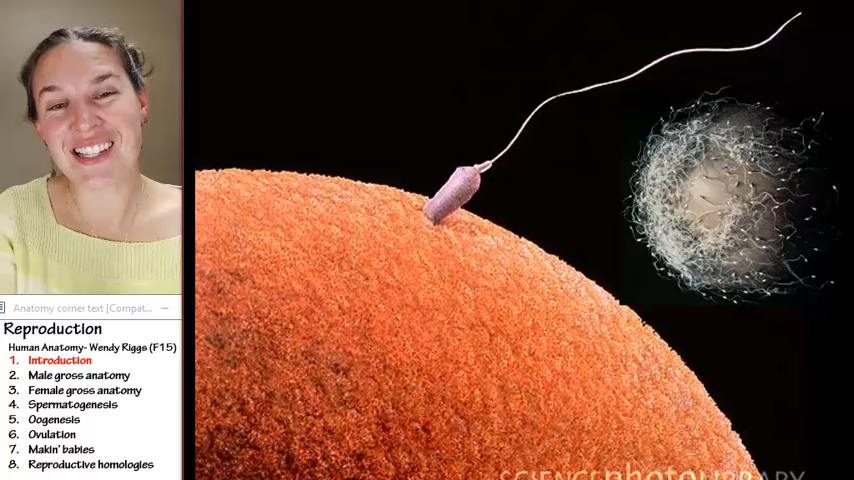 Anatomy corner text [Compat...
Reproduction
Human Anatomy- Wendy Riggs (F15)
1. Introduction
2. Male gross anatomy
3. Female gross anatomy
4. Spermatogenesis
5. Oogenesis
6. Ovulation
7. Makin' babies
8. Reproductive homologies
SCIENCEphotoLIBRARY